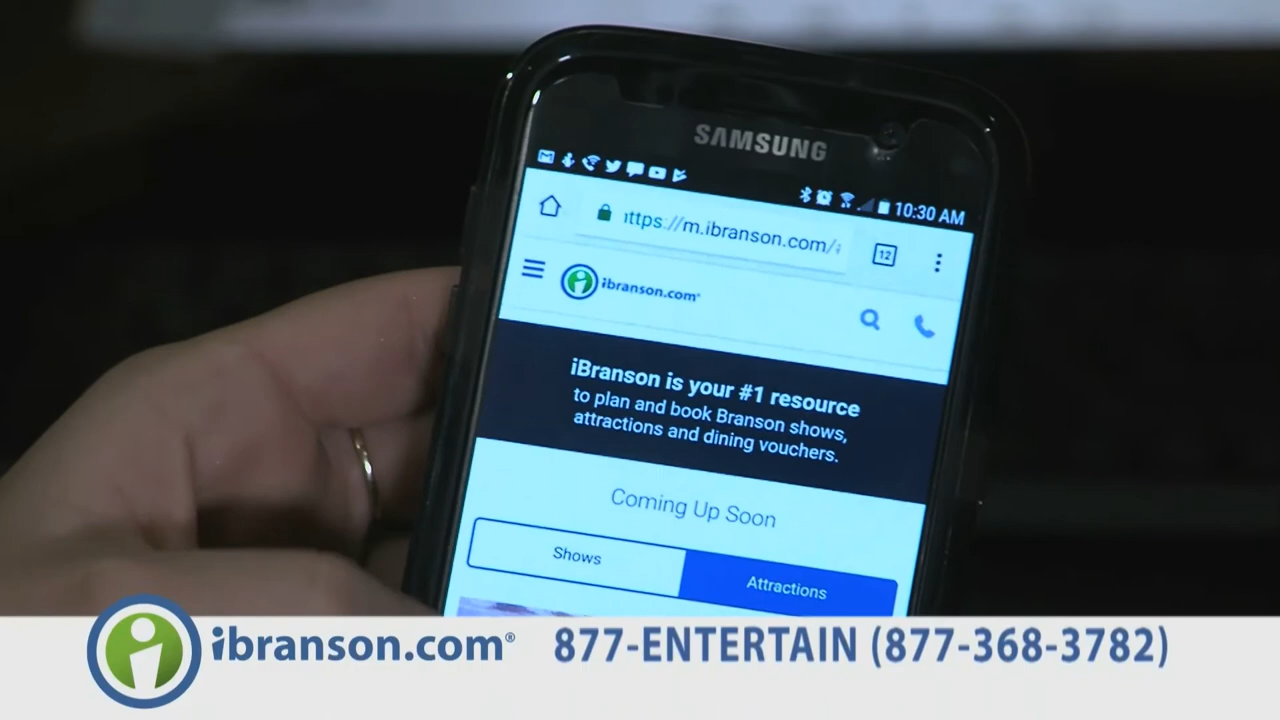 SAMSUNG
10:30 AM
ttps://m.ibranson.com/
12
ibranson.com
iBranson is your #1 resource
to plan and book Branson shows,
attractions and dining vouchers.
Coming Up Soon
Shows
Attractions
ibranson.com® 877-ENTERTAIN (877-368-3782)